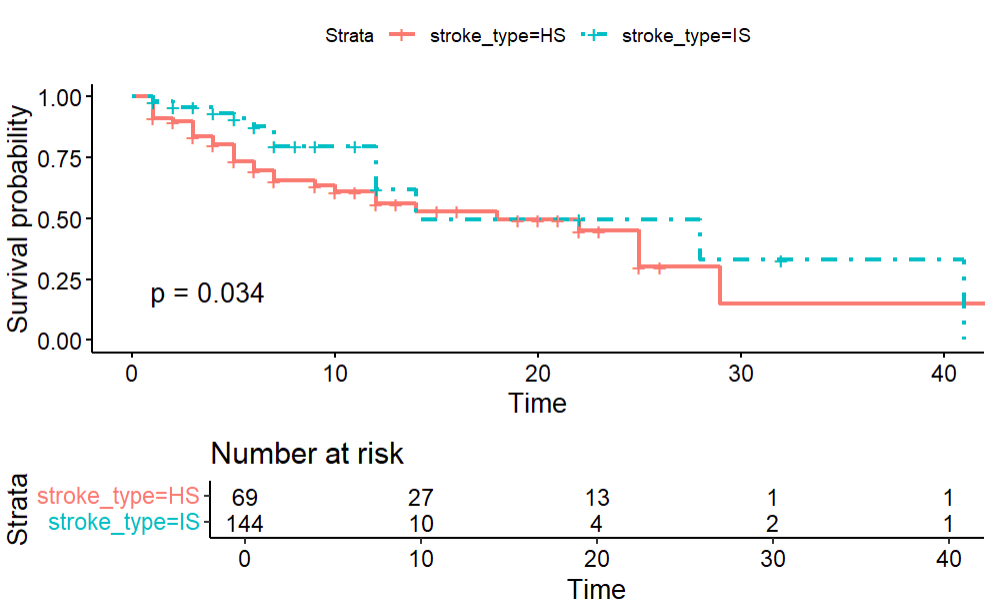 Strata stroke_type=HS stroke_type=IS
Survival probability
1.00
0.75
0.50
0.25
0.00
p = 0.034
0 10 20 30 40
Time
Number at risk
Strata
stroke_type=HS 69 27 13 1 1
stroke_type=IS 144 10 4 2 1
0 10 20 30 40
Time